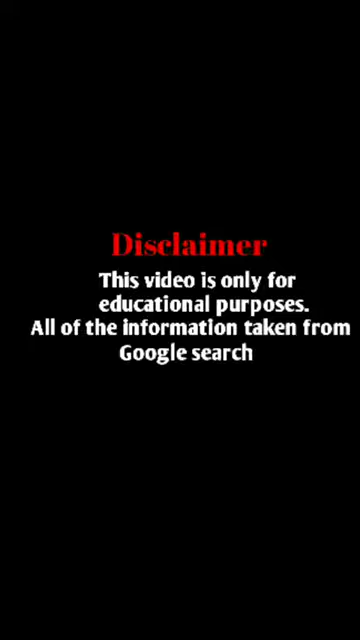 Disclaimer
This video is only for
educational purposes.
All of the information taken from
Google search